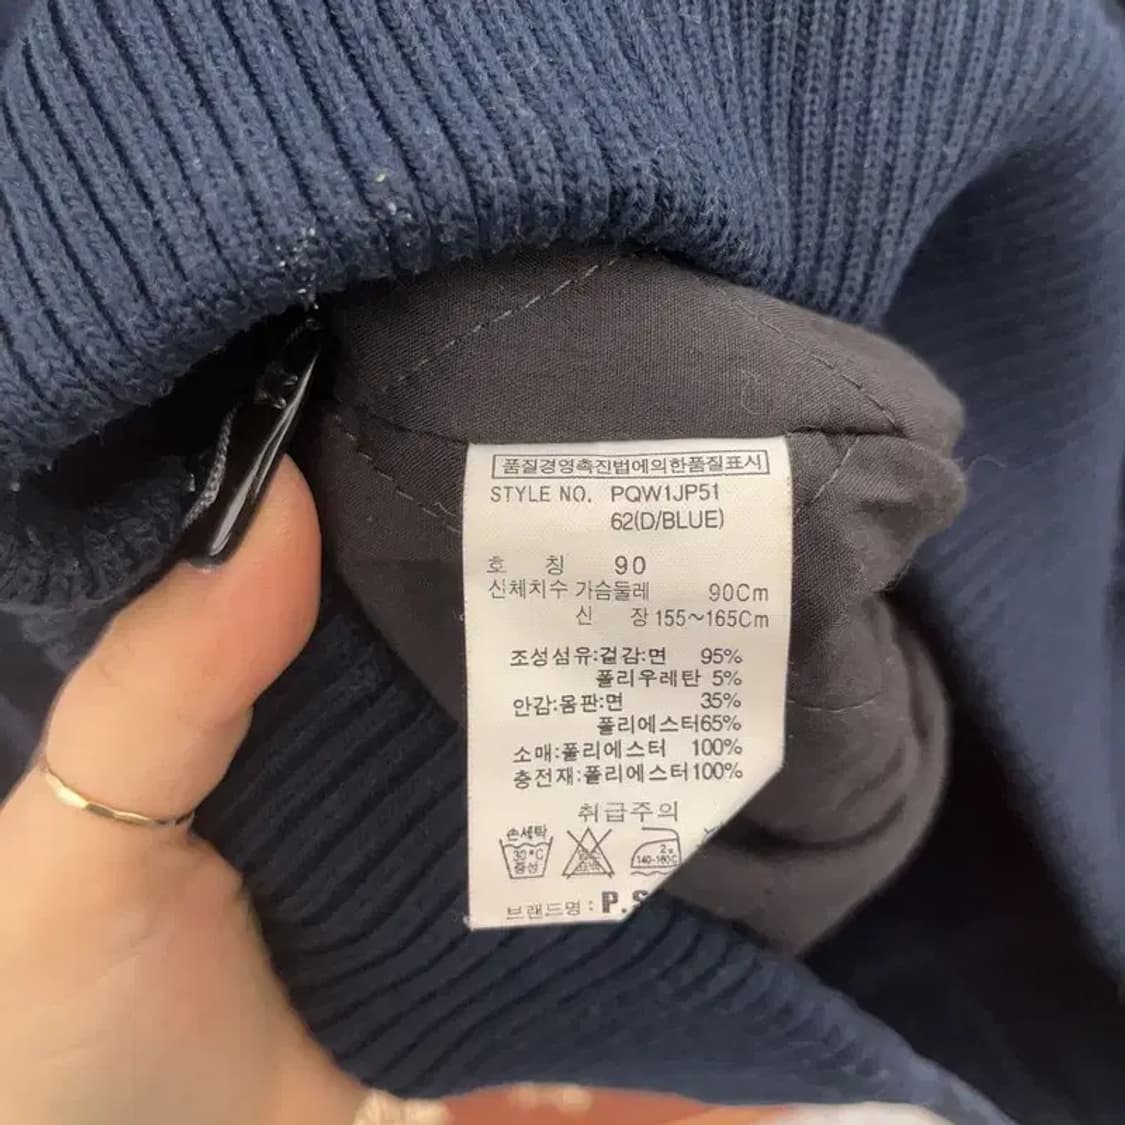 품질경영촉진법에의한품질표시
STYLE NO. PQW1JP51
62(D/BLUE)
호 칭 90
신체치수 가슴둘레 90Cm
신 장 155~165Cm
조성섬유:겉감:면 95%
폴리우레탄 5%
안감:몸판:면 35%
폴리에스터65%
소매:폴리에스터 100%
충전재:폴리에스터100%
취급주의
손세탁
30°C
중성
140-160C
브랜드명: P.S